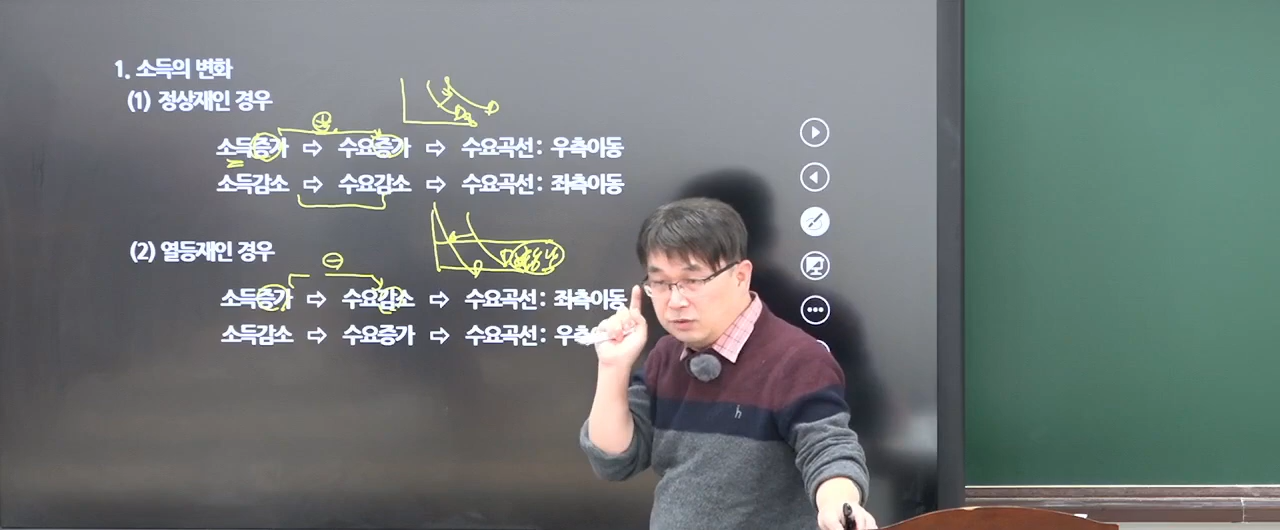 1. 소득의 변화
(1) 정상재인 경우
⊕
소득증가 ⇨ 수요증가 ⇨ 수요곡선 : 우측이동
소득감소 ⇨ 수요감소 ⇨ 수요곡선 : 좌측이동
(2) 열등재인 경우
⊖
소득증가 ⇨ 수요감소 ⇨ 수요곡선 : 좌측이동
소득감소 ⇨ 수요증가 ⇨ 수요곡선 : 우측